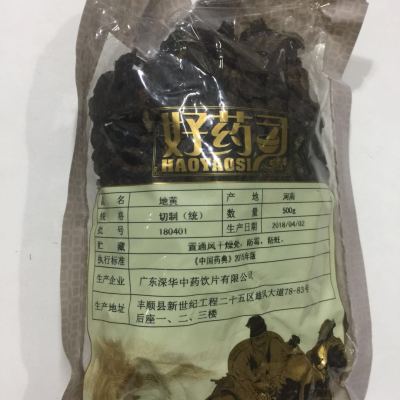 好药司
HAOYAOSI
品 名 地黄 产 地 河南
规 格 切制（统） 数 量 500g
批 号 180401 生产日期 2018/04/02
贮 藏 置通风干燥处，防霉，防蛀。
执行标准 《中国药典》2015年版
生产企业 广东深华中药饮片有限公司
生产地址 丰顺县新世纪工程二十五区地队大道78-83号
后座一、二、三楼